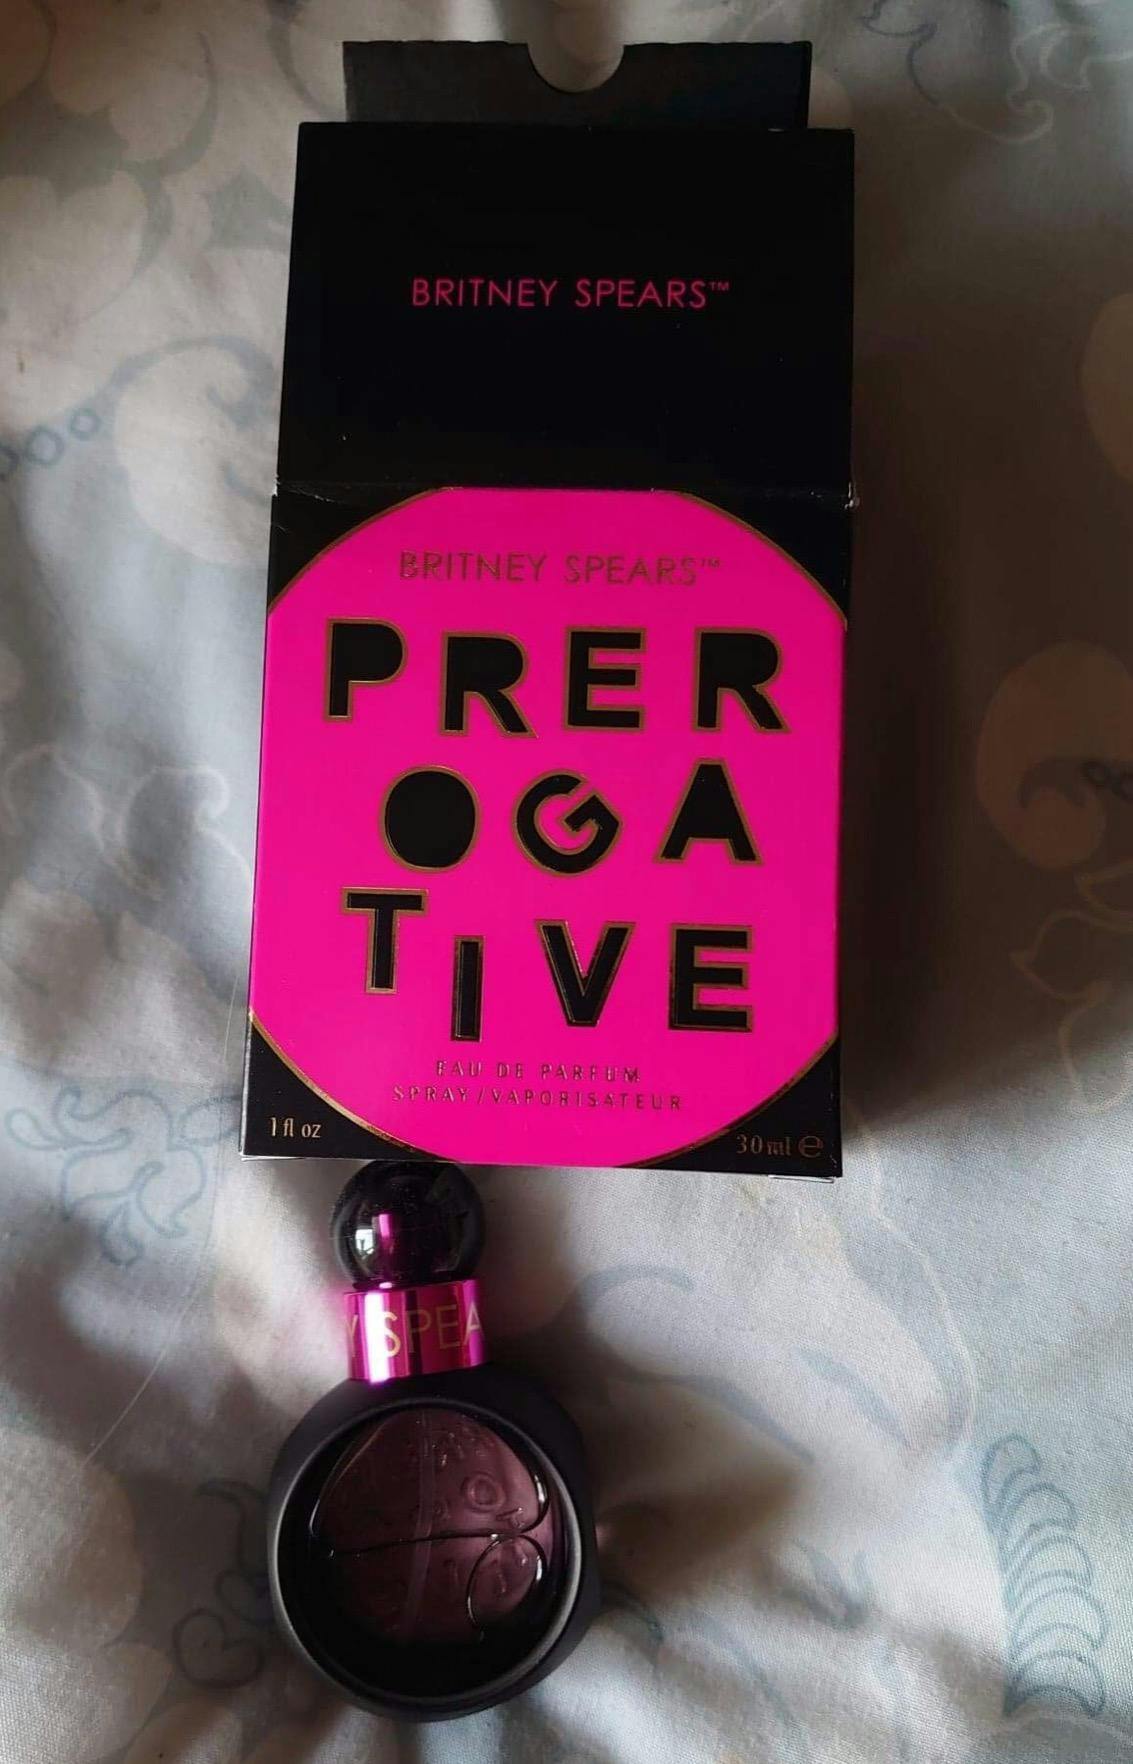 BRITNEY SPEARS™
BRITNEY SPEARS™
PRER
OGA
TIVE
EAU DE PARFUM
SPRAY/VAPORISATEUR
1 fl oz
30 ml ℮
Y SPEA